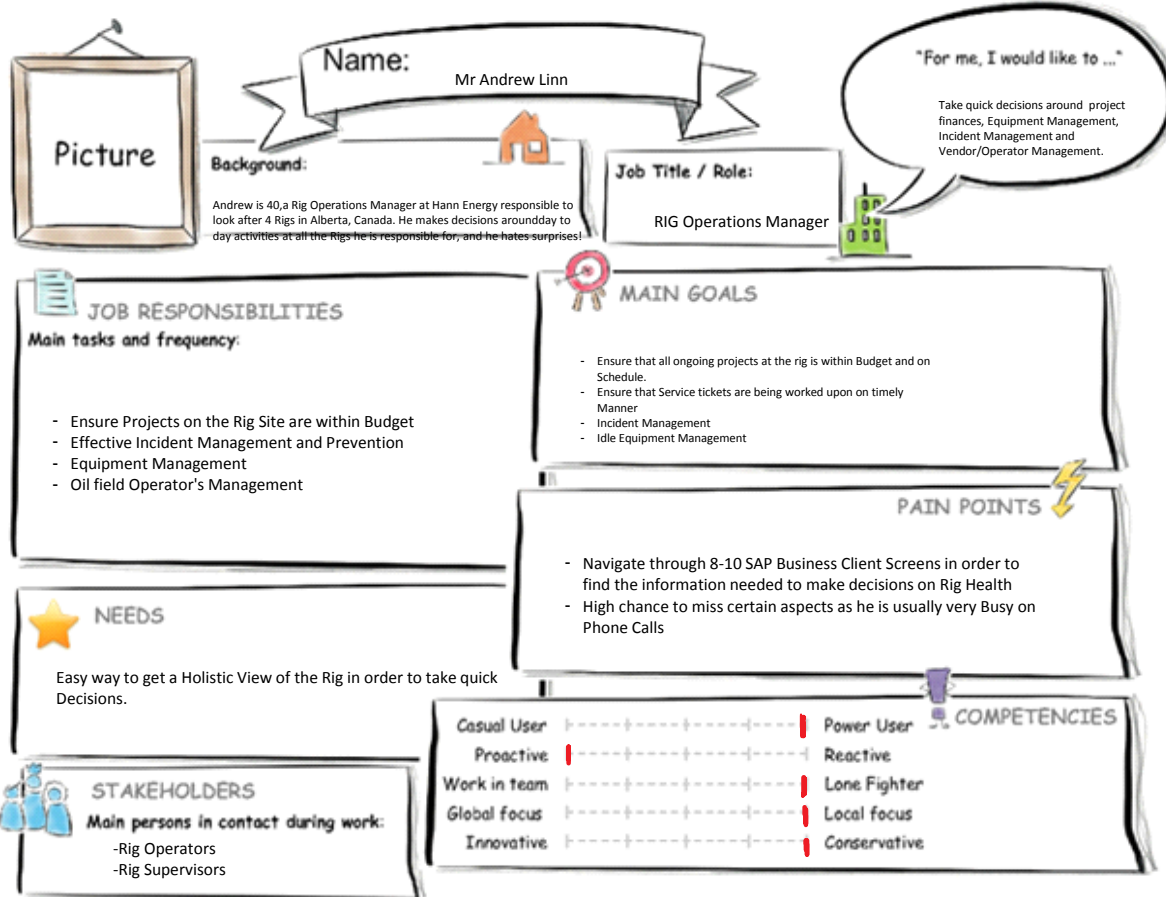 Name:
Mr Andrew Linn
"For me, I would like to ..."
Take quick decisions around project
finances, Equipment Management,
Incident Management and
Vendor/Operator Management.
Picture
Background:
Andrew is 40,a Rig Operations Manager at Hann Energy responsible to
look after 4 Rigs in Alberta, Canada. He makes decisions aroundday to
day activities at all the Rigs he is responsible for, and he hates surprises!
Job Title / Role:
RIG Operations Manager
JOB RESPONSIBILITIES
Main tasks and frequency:
- Ensure Projects on the Rig Site are within Budget
- Effective Incident Management and Prevention
- Equipment Management
- Oil field Operator's Management
MAIN GOALS
- Ensure that all ongoing projects at the rig is within Budget and on
Schedule.
- Ensure that Service tickets are being worked upon on timely
Manner
- Incident Management
- Idle Equipment Management
PAIN POINTS
- Navigate through 8-10 SAP Business Client Screens in order to
find the information needed to make decisions on Rig Health
- High chance to miss certain aspects as he is usually very Busy on
Phone Calls
NEEDS
Easy way to get a Holistic View of the Rig in order to take quick
Decisions.
COMPETENCIES
Casual User Power User
Proactive Reactive
Work in team Lone Fighter
Global focus Local focus
Innovative Conservative
STAKEHOLDERS
Main persons in contact during work:
-Rig Operators
-Rig Supervisors